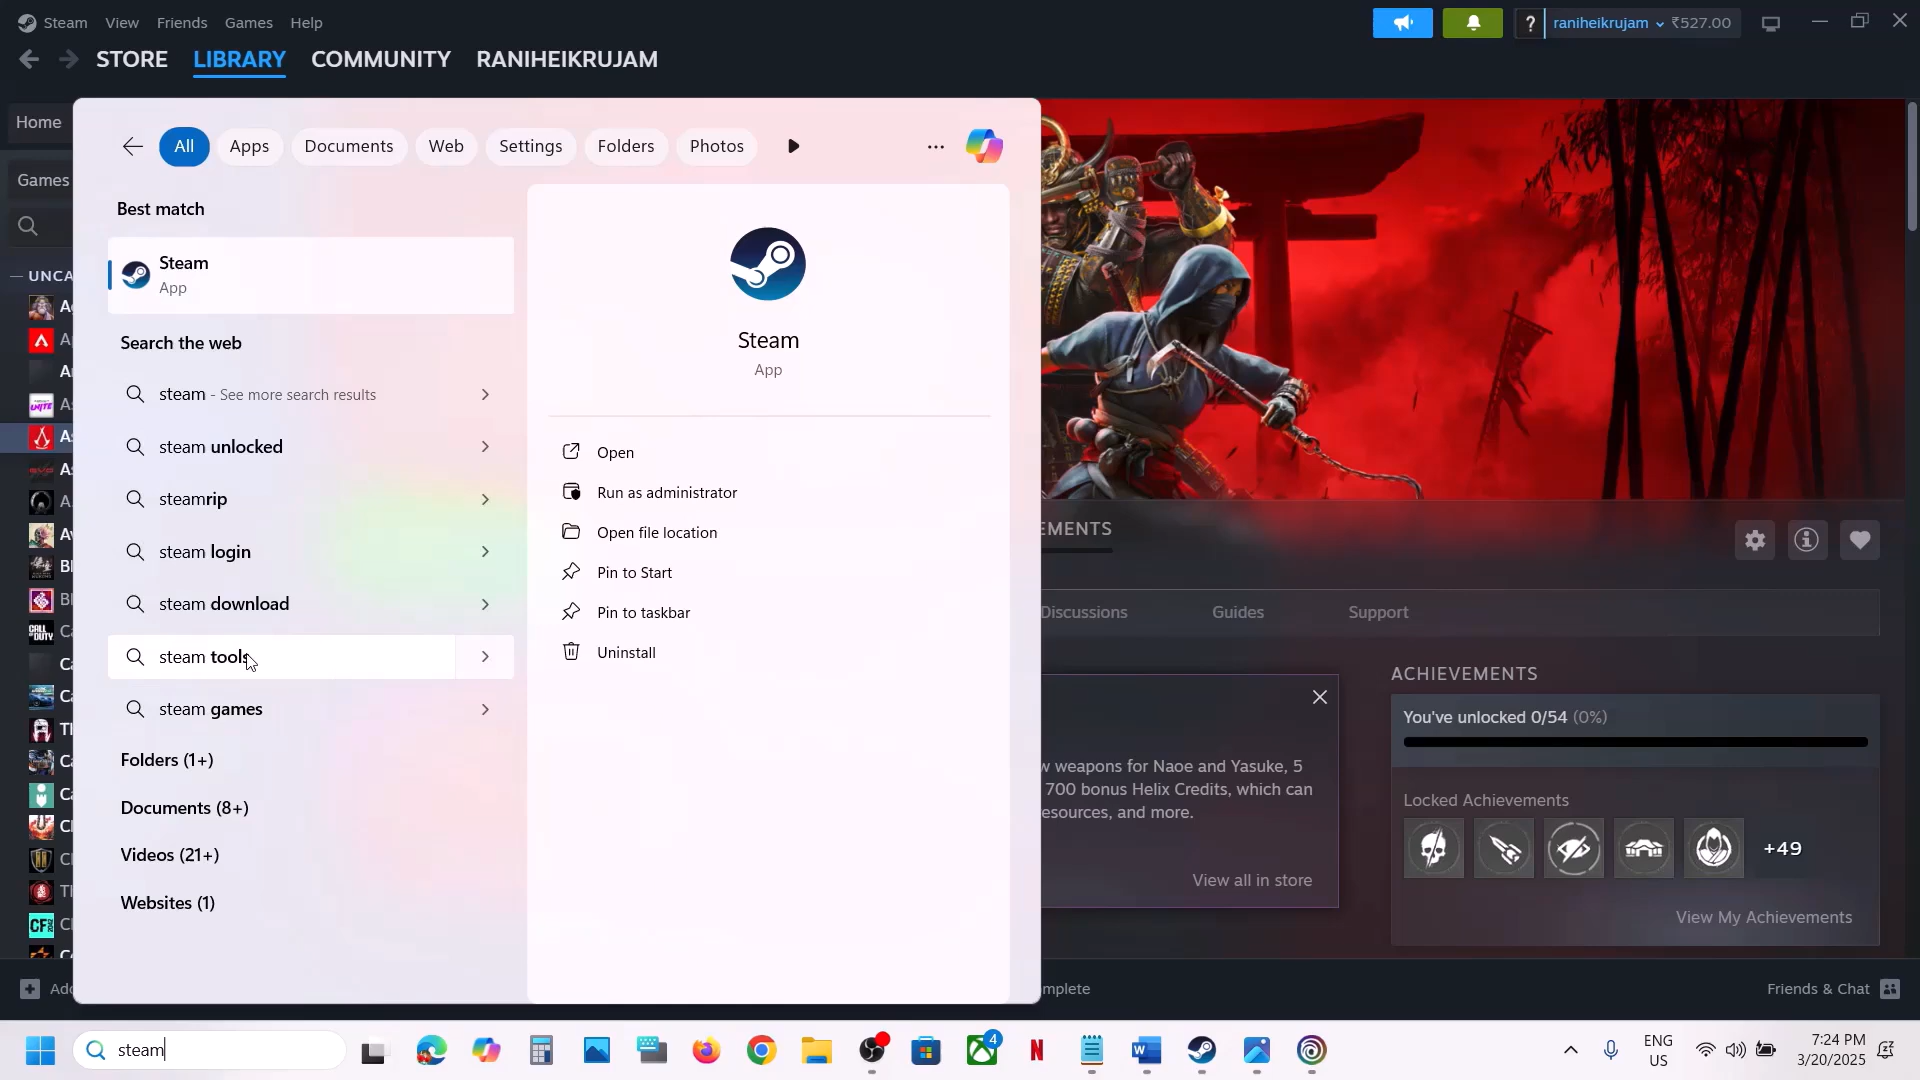 Steam View Friends Games Help
raniheikrujam ₹527.00
STORE LIBRARY COMMUNITY RANIHEIKRUJAM
Home
Games
All Apps Documents Web Settings Folders Photos
Best match
Steam
App
Search the web
steam - See more search results
steam unlocked
steamrip
steam login
steam download
steam tools
steam games
Folders (1+)
Documents (8+)
Videos (21+)
Websites (1)
Steam
App
Open
Run as administrator
Open file location
Pin to Start
Pin to taskbar
Uninstall
EMENTS
Discussions Guides Support
w weapons for Naoe and Yasuke, 5
700 bonus Helix Credits, which can
esources, and more.
View all in store
ACHIEVEMENTS
You've unlocked 0/54 (0%)
Locked Achievements
+49
View My Achievements
UNCA
Friends & Chat
steam
4
ENG
US
7:24 PM
3/20/2025